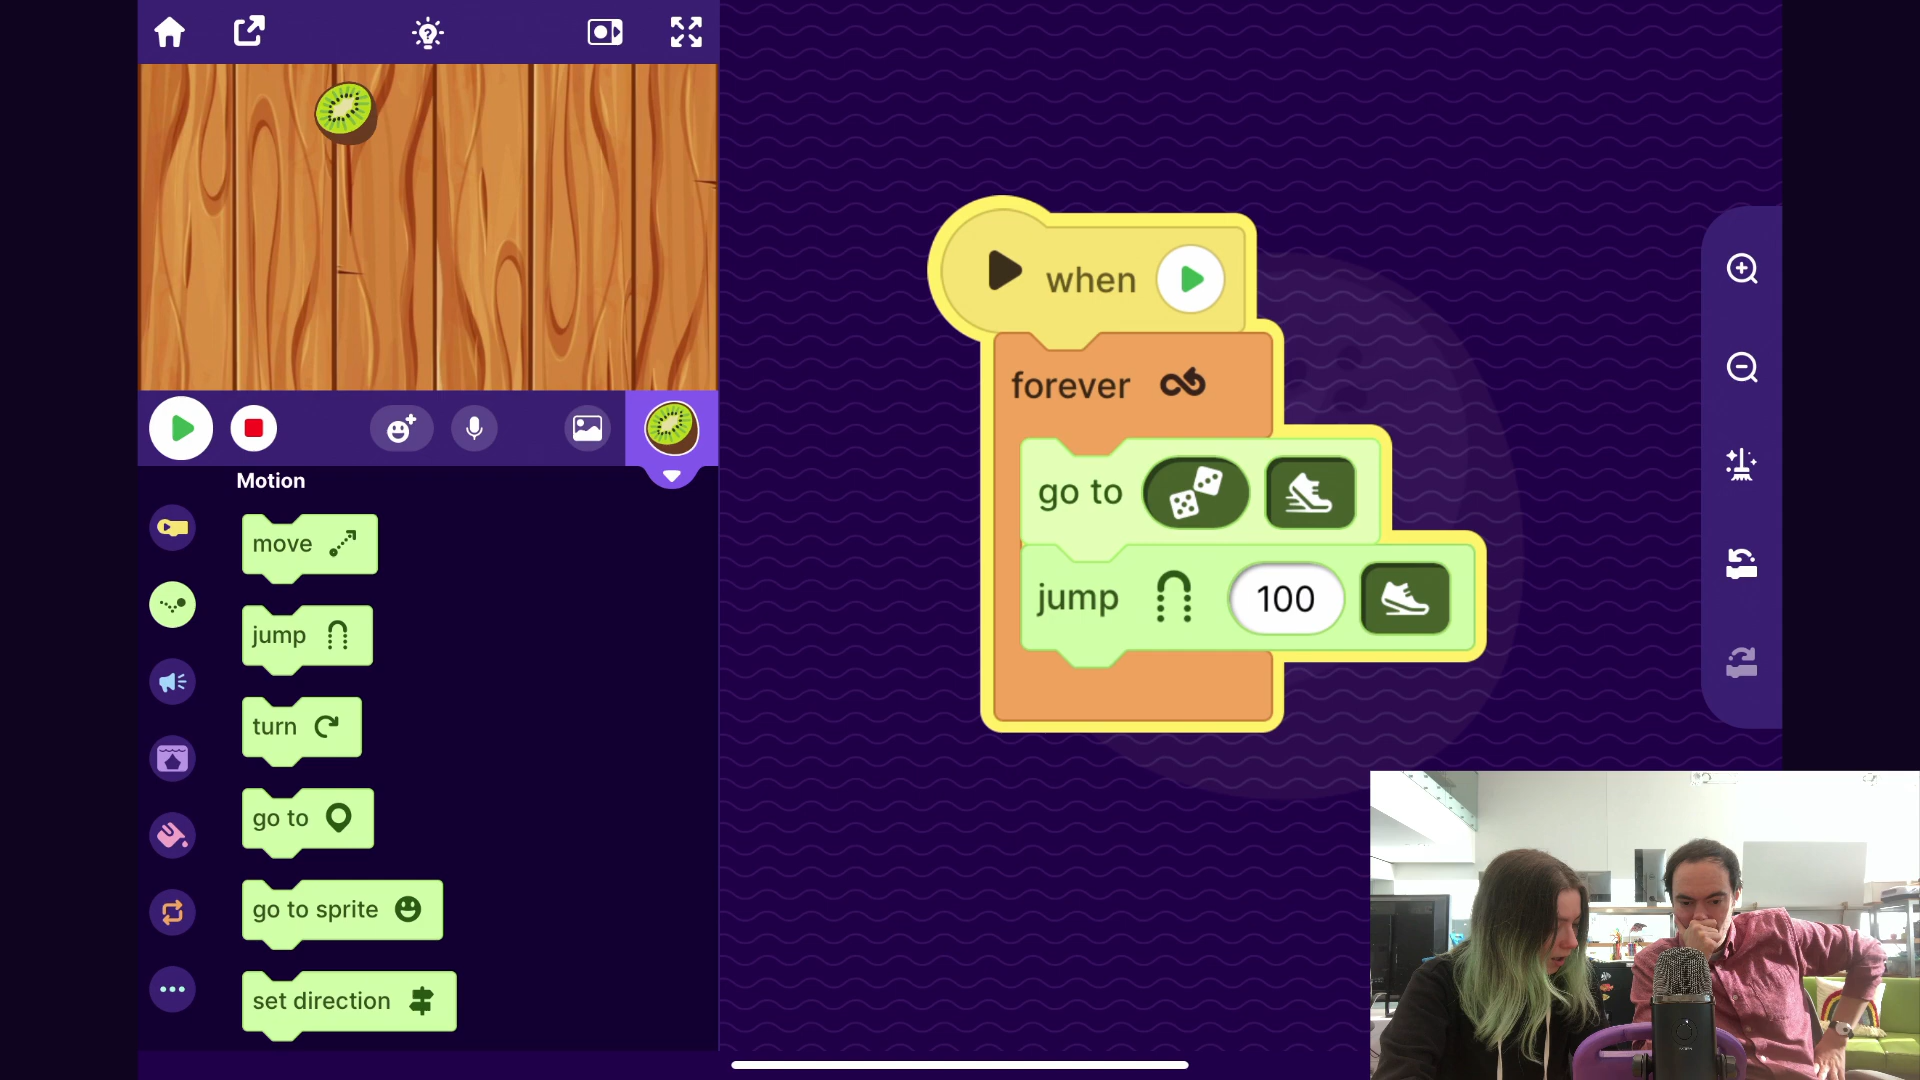 Motion
move
jump
turn
go to
go to sprite
set direction
when
forever
go to
jump 100